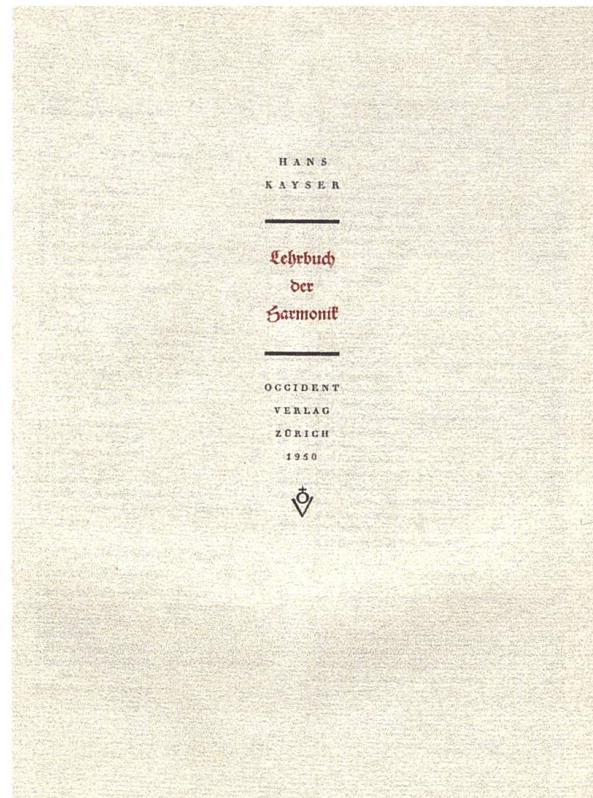 HANS
KAYSER
Lehrbuch
der
Harmonik
OCCIDENT
VERLAG
ZÜRICH
1950